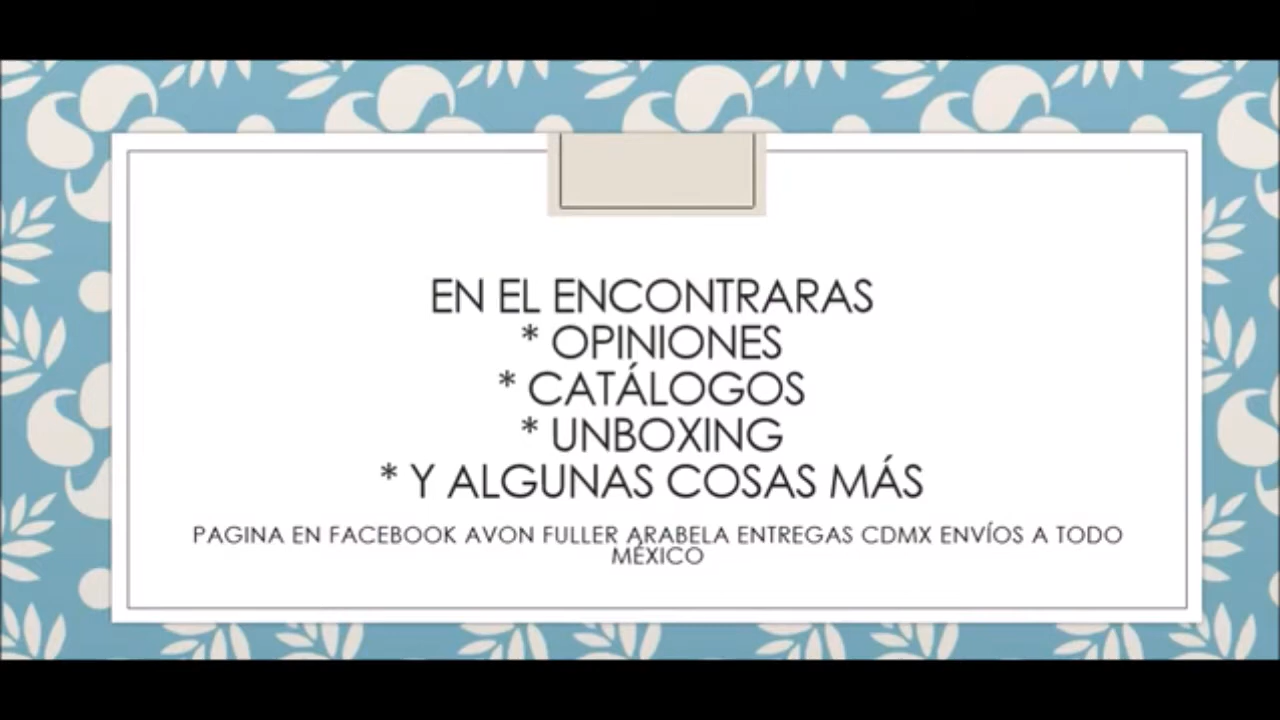 EN EL ENCONTRARAS
* OPINIONES
* CATÁLOGOS
* UNBOXING
* Y ALGUNAS COSAS MÁS
PAGINA EN FACEBOOK AVON FULLER ARABELA ENTREGAS CDMX ENVÍOS A TODO
MÉXICO